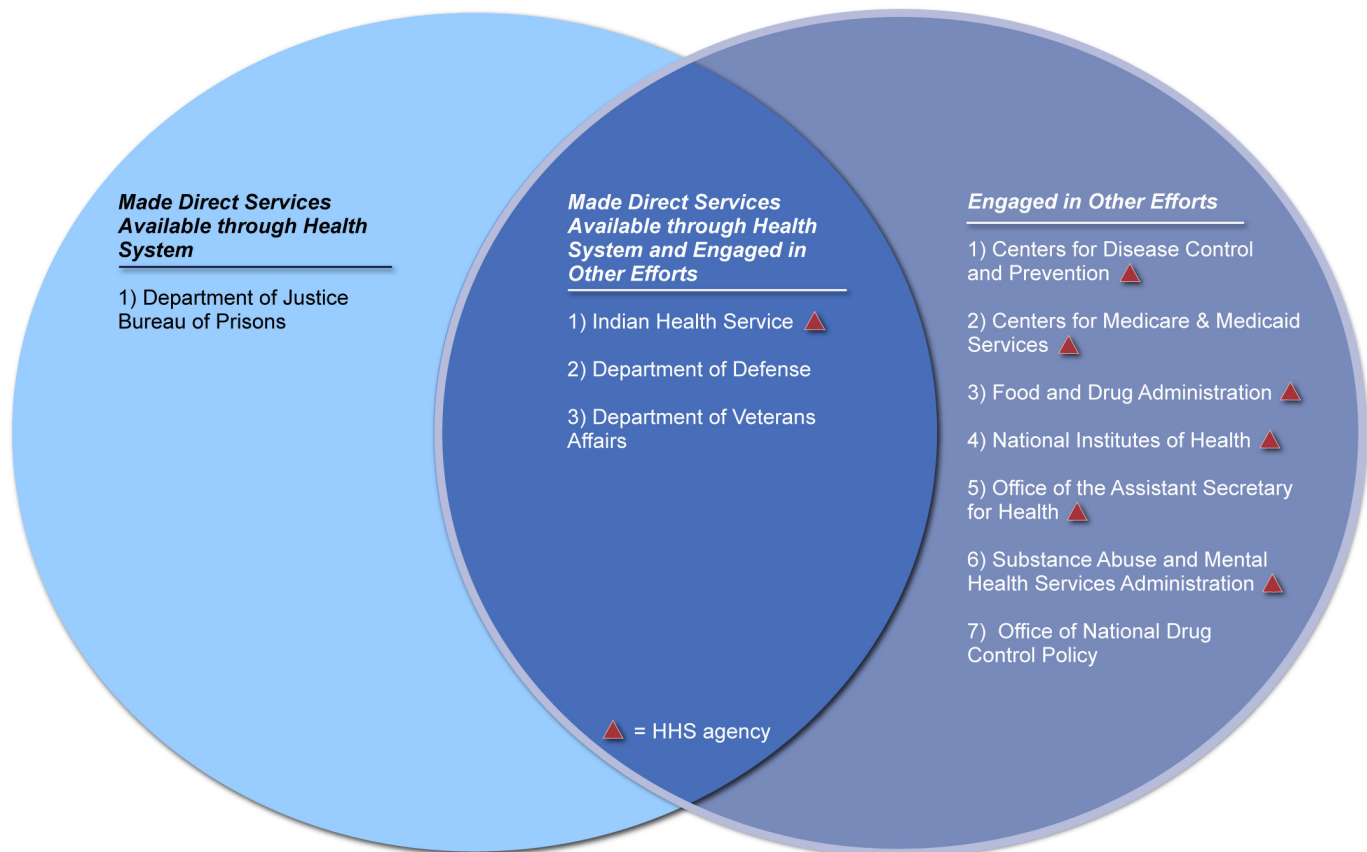 Made Direct Services
Available through Health
System
1) Department of Justice
Bureau of Prisons
Made Direct Services
Available through Health
System and Engaged in
Other Efforts
1) Indian Health Service
2) Department of Defense
3) Department of Veterans
Affairs
Engaged in Other Efforts
1) Centers for Disease Control
and Prevention
2) Centers for Medicare & Medicaid
Services
3) Food and Drug Administration
4) National Institutes of Health
5) Office of the Assistant Secretary
for Health
6) Substance Abuse and Mental
Health Services Administration
7) Office of National Drug
Control Policy
= HHS agency